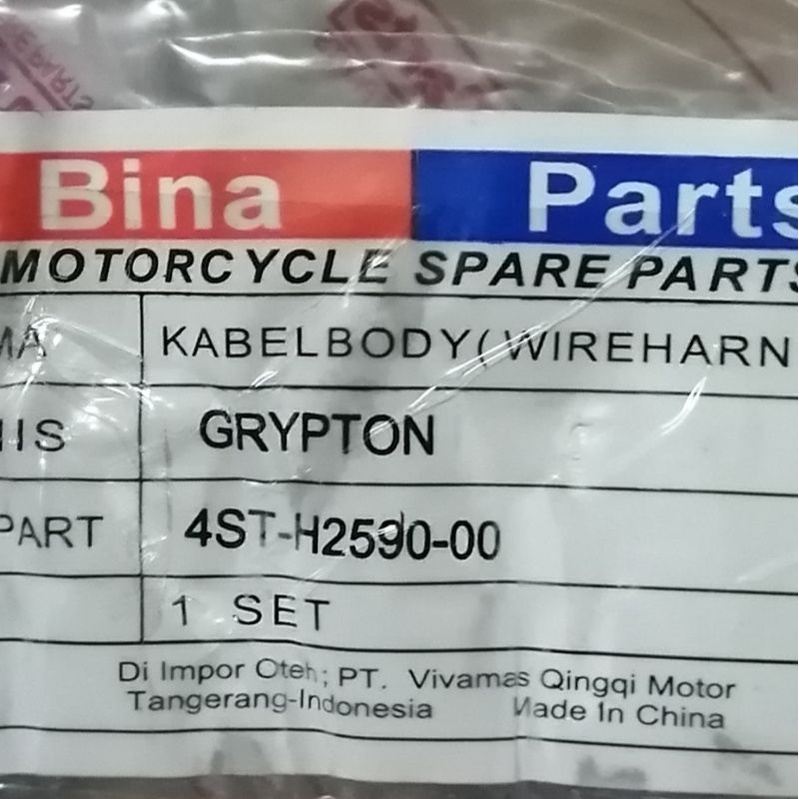 Bina Parts
MOTORCYCLE SPARE PARTS
MA KABELBODY(WIREHARN
IIS GRYPTON
PART 4ST-H2590-00
1 SET
Di Impor Oteh; PT. Vivamas Qingqi Motor
Tangerang-Indonesia Made In China